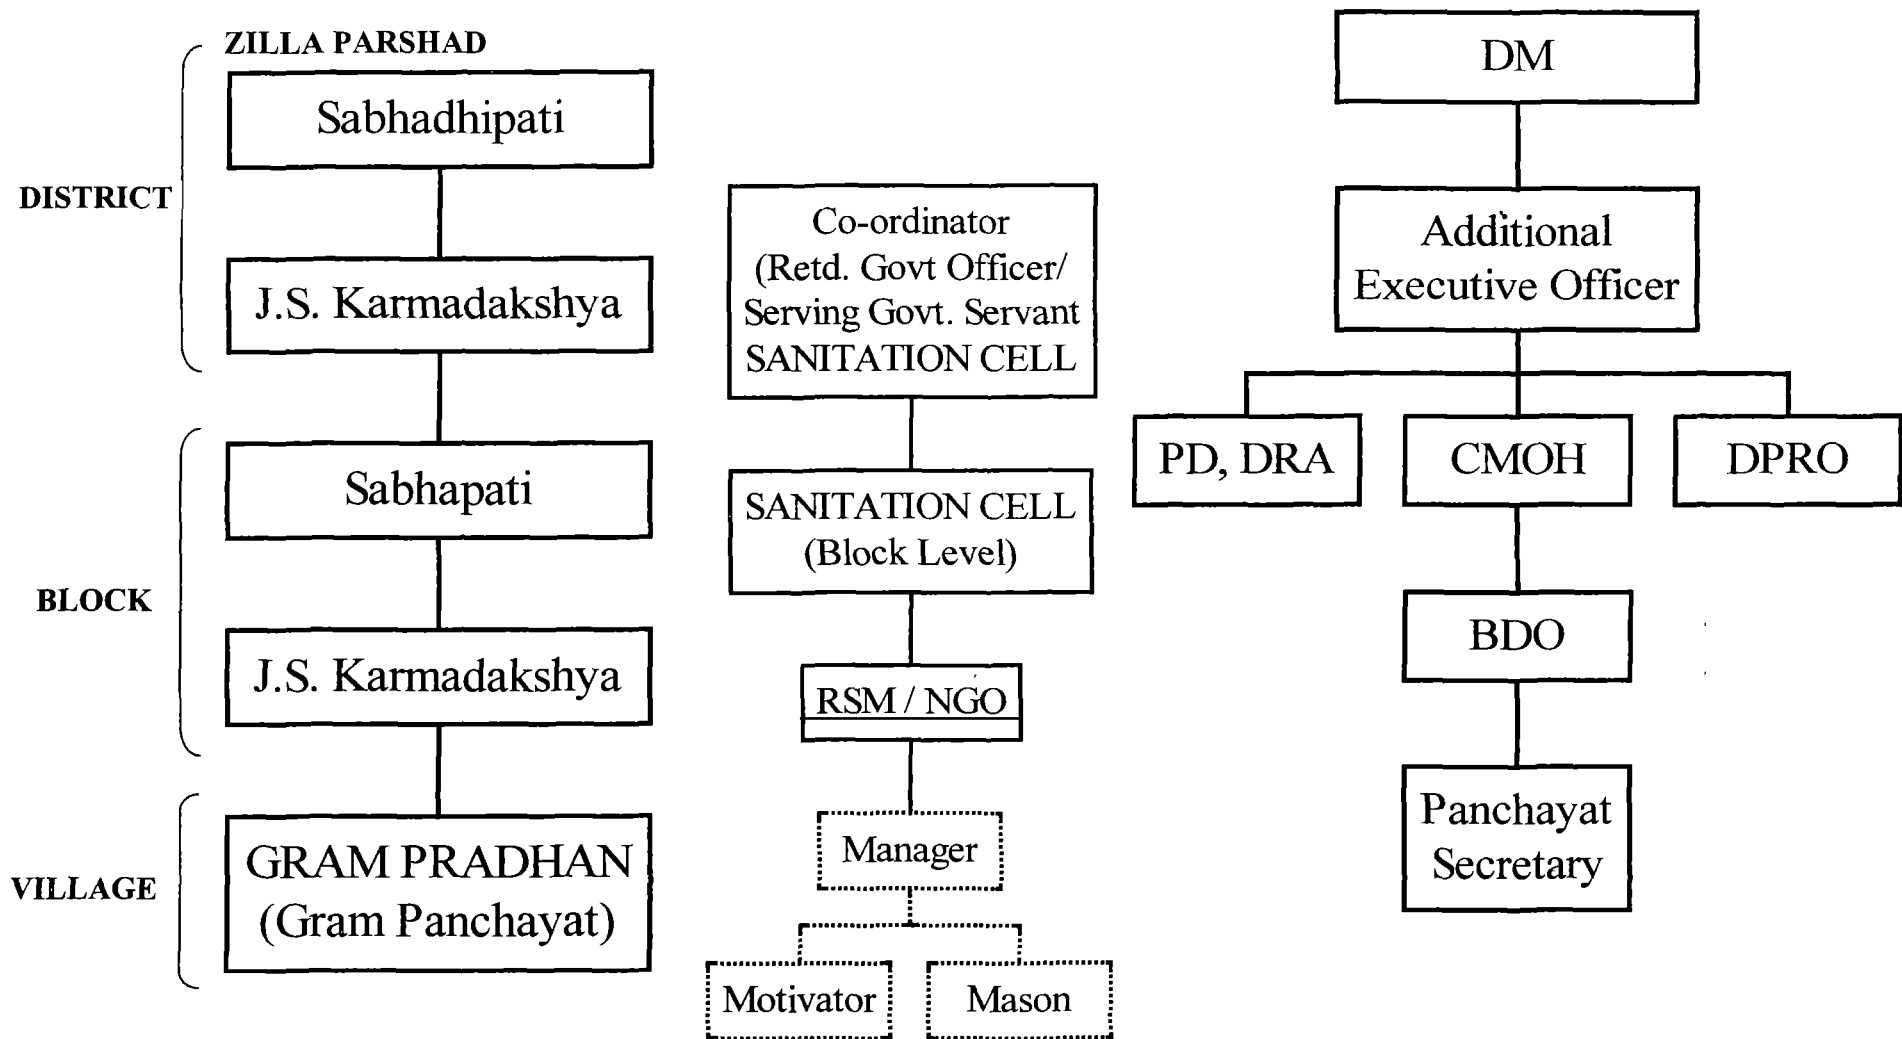 ZILLA PARSHAD
DISTRICT
Sabhadhipati
J.S. Karmadakshya
BLOCK
Sabhapati
J.S. Karmadakshya
VILLAGE
GRAM PRADHAN
(Gram Panchayat)
Co-ordinator
(Retd. Govt Officer/
Serving Govt. Servant
SANITATION CELL
SANITATION CELL
(Block Level)
RSM / NGO
Manager
Motivator
Mason
DM
Additional
Executive Officer
PD, DRA
CMOH
DPRO
BDO
Panchayat
Secretary